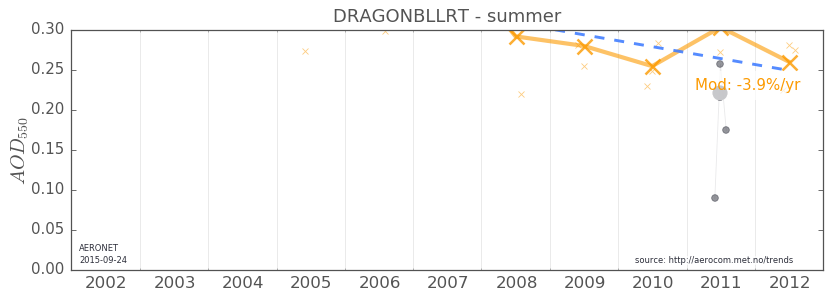 DRAGONBLLRT - summer
0.30
0.25
0.20
0.15
0.10
0.05
0.00
AOD550
Mod: -3.9%/yr
AERONET
2015-09-24
source: http://aerocom.met.no/trends
2002 2003 2004 2005 2006 2007 2008 2009 2010 2011 2012